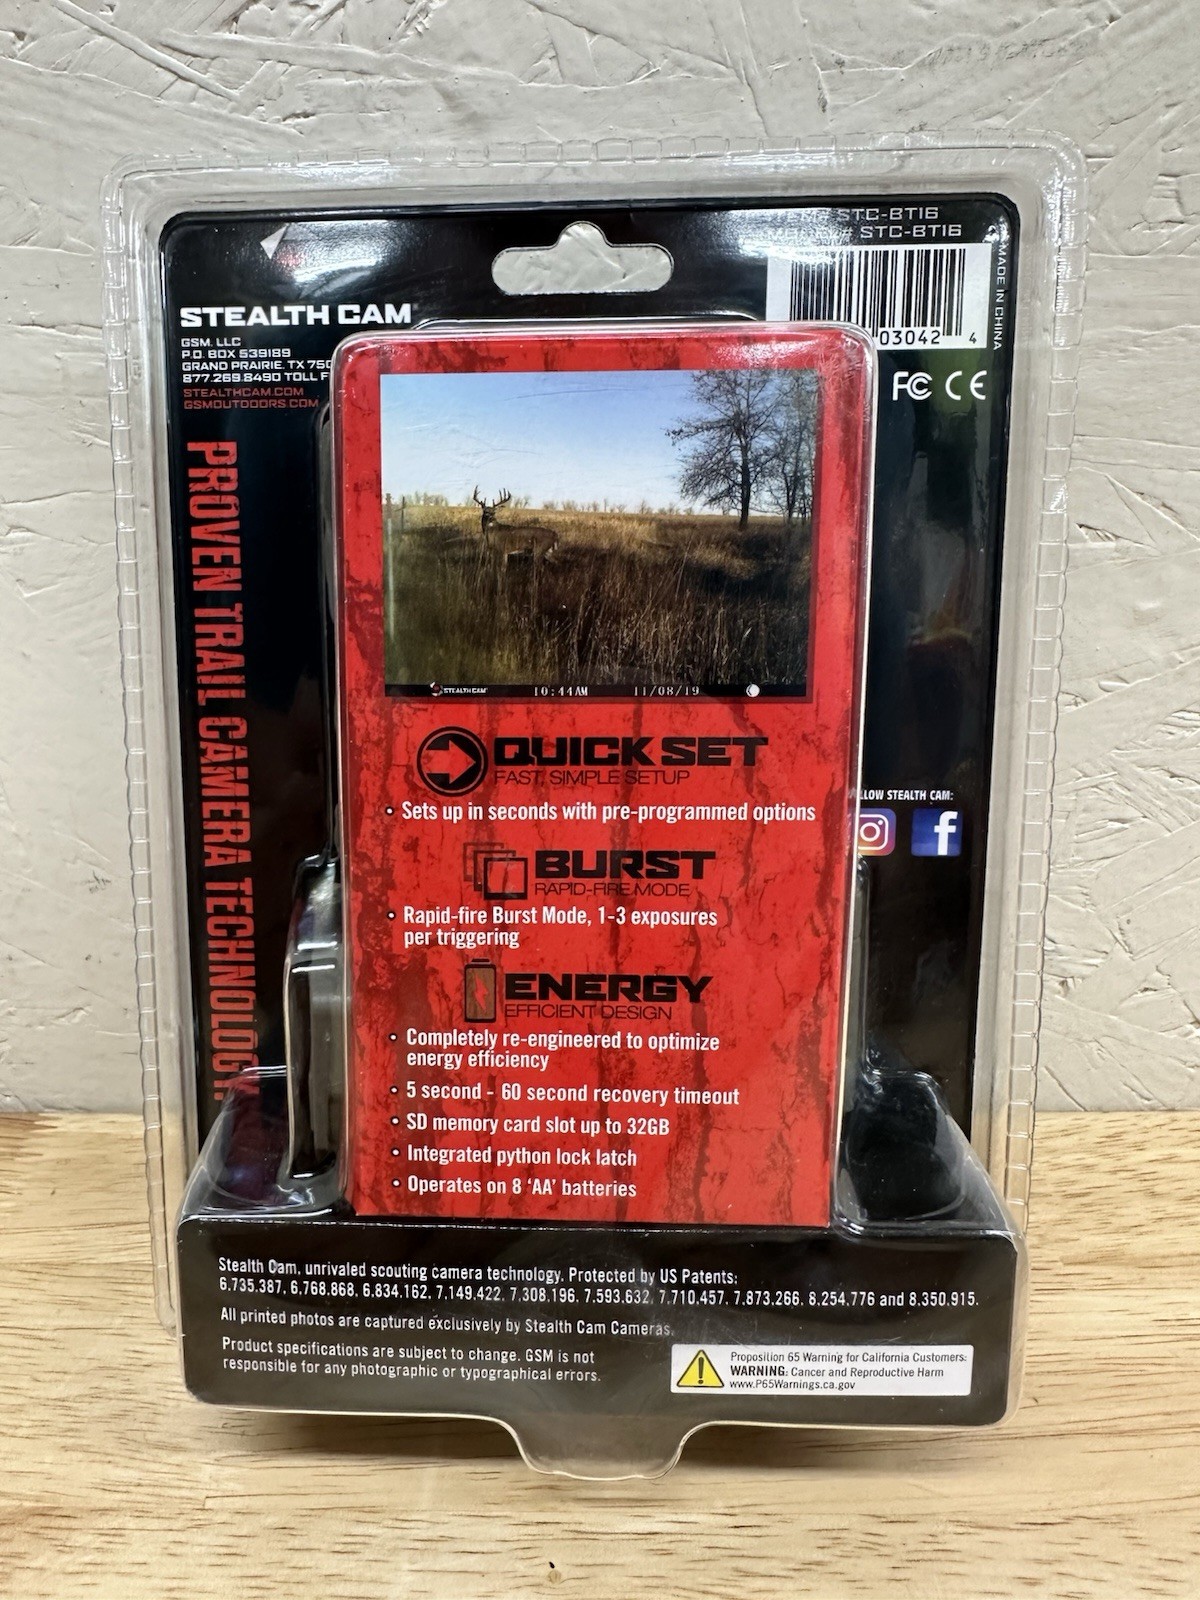 STC-BT16
STC-BT16
MADE IN CHINA
03042 4
FC CE
STEALTH CAM
GSM, LLC
P.O. BOX 539189
GRAND PRAIRIE, TX
877.269.8490 TOLL
STEALTHCAM.COM
GSMOUTDOORS.COM
PROVEN TRAIL CAMERA TECHNOLOGY
STEALTH CAM 10:44AM 11/08/19
QUICK SET
FAST, SIMPLE SETUP
• Sets up in seconds with pre-programmed options
STEALTH CAM:
f
BURST
RAPID-FIRE MODE
• Rapid-fire Burst Mode, 1-3 exposures
per triggering
ENERGY
EFFICIENT DESIGN
• Completely re-engineered to optimize
energy efficiency
• 5 second - 60 second recovery timeout
• SD memory card slot up to 32GB
• Integrated python lock latch
• Operates on 8 'AA' batteries
Stealth Cam, unrivaled scouting camera technology. Protected by US Patents:
6,735,387, 6,768,868, 6,834,162, 7,149,422, 7,308,196, 7,593,632, 7,710,457, 7,873,266, 8,254,776 and 8,350,915.
All printed photos are captured exclusively by Stealth Cam Cameras.
Product specifications are subject to change. GSM is not
responsible for any photographic or typographical errors.
Proposition 65 Warning for California Customers:
WARNING: Cancer and Reproductive Harm
www.P65Warnings.ca.gov